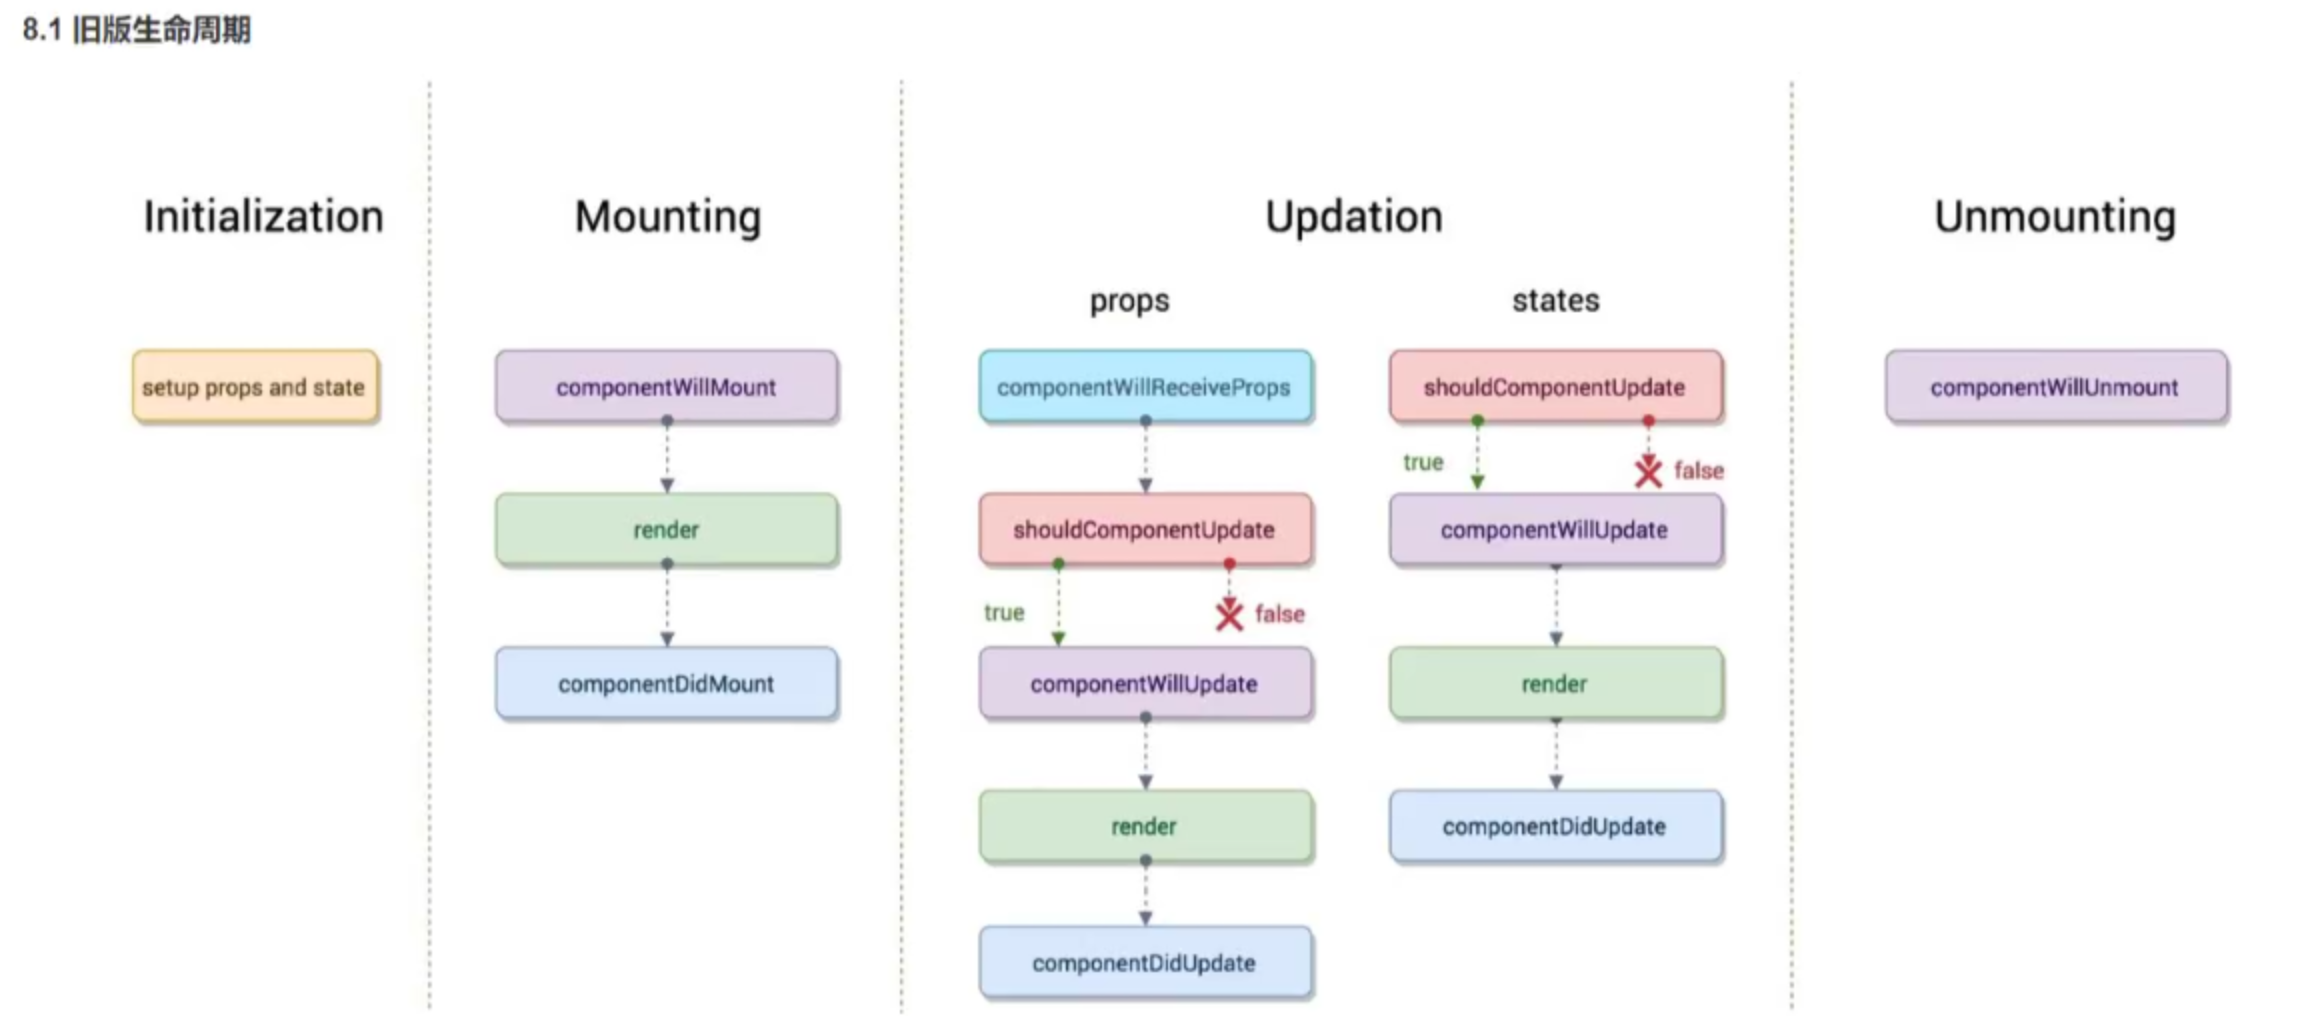 8.1 旧版生命周期
Initialization
setup props and state
Mounting
componentWillMount
render
componentDidMount
Updation
props
componentWillReceiveProps
shouldComponentUpdate
true
false
componentWillUpdate
render
componentDidUpdate
states
shouldComponentUpdate
true
false
componentWillUpdate
render
componentDidUpdate
Unmounting
componentWillUnmount